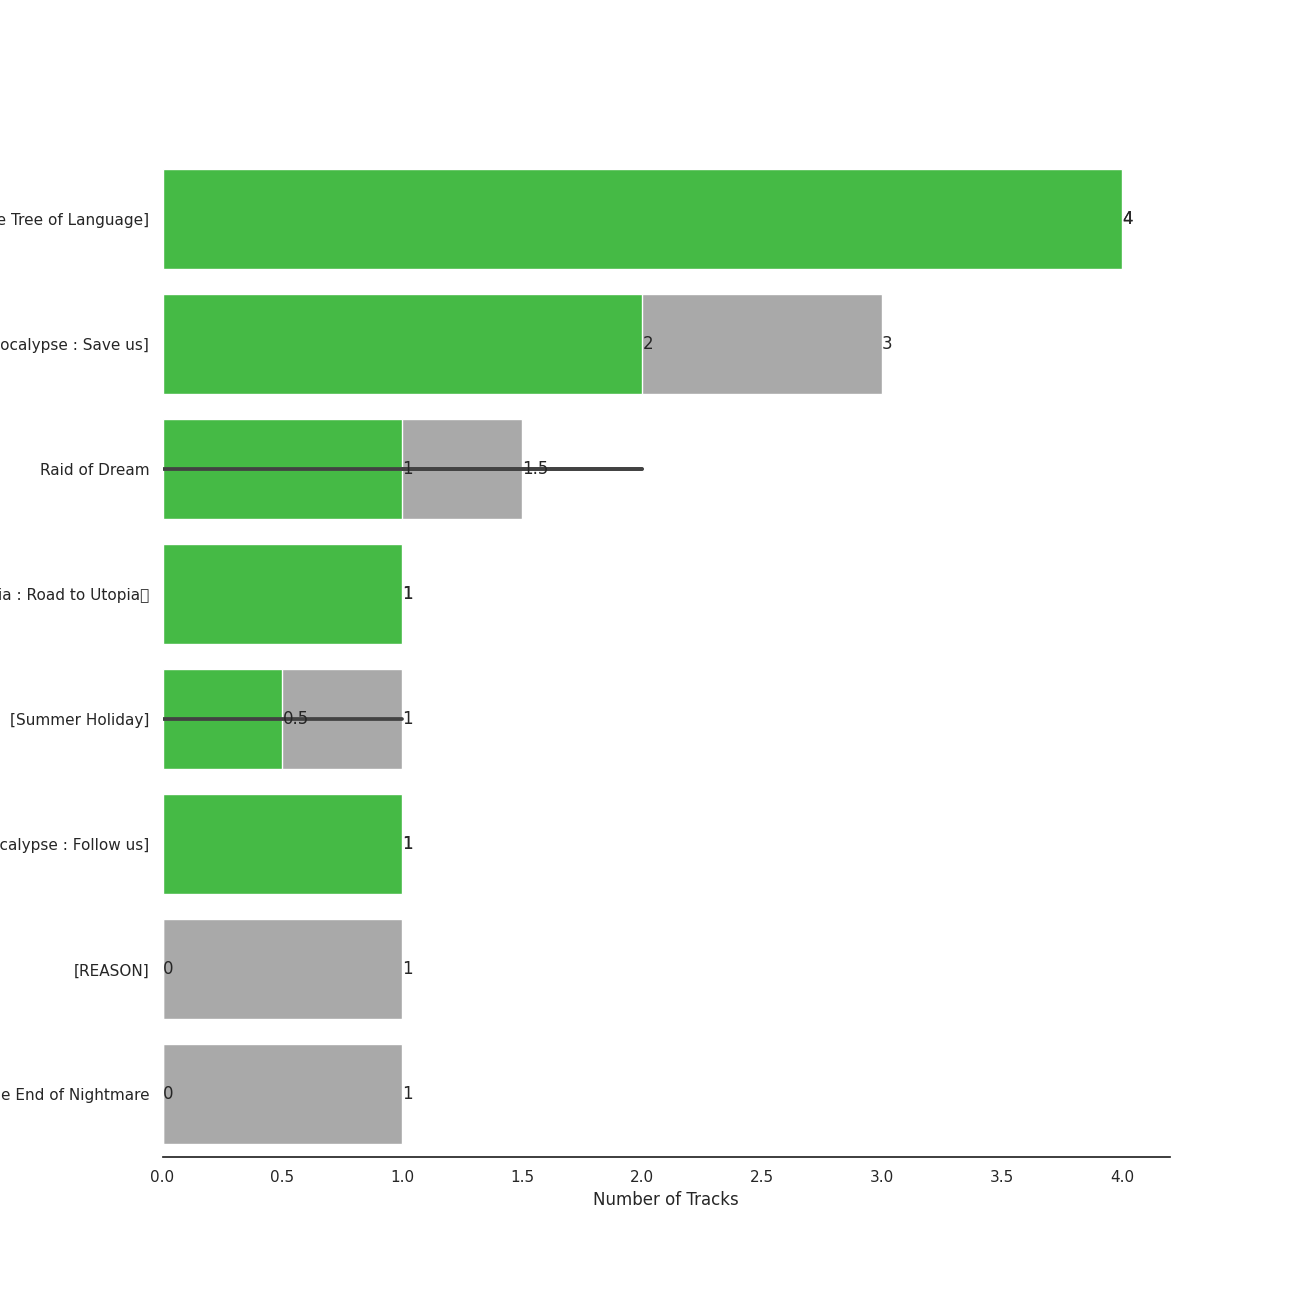 e Tree of Language]
4
ocalypse : Save us]
2
3
Raid of Dream
1
1.5
ia : Road to Utopia
1
[Summer Holiday]
0.5
1
calypse : Follow us]
1
[REASON]
0
1
e End of Nightmare
0
1
0.0 0.5 1.0 1.5 2.0 2.5 3.0 3.5 4.0
Number of Tracks